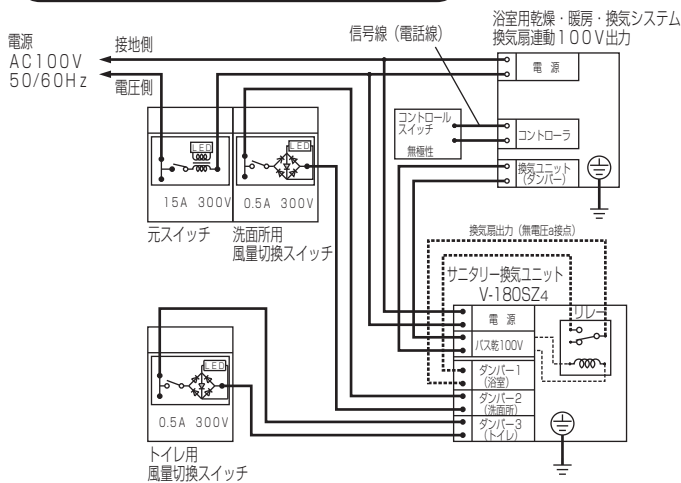 浴室用乾燥・暖房・換気システム
換気扇連動１００Ｖ出力
電源
AC100V
50/60Hz
接地側
電圧側
信号線（電話線）
電 源
コントロール
スイッチ
無極性
コントローラ
換気ユニット
（ダンパー）
LED
15A 300V
元スイッチ
LED
0.5A 300V
洗面所用
風量切換スイッチ
換気扇出力（無電圧a接点）
サニタリー換気ユニット
V-180SZ4
電 源
バス乾100V
ダンパー1
（浴室）
ダンパー2
（洗面所）
ダンパー3
（トイレ）
リレー
LED
0.5A 300V
トイレ用
風量切換スイッチ